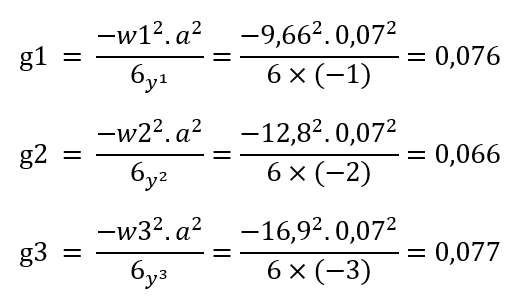 g1 = −w1².a² / 6y¹ = −9,66².0,07² / 6 × (−1) = 0,076
g2 = −w2².a² / 6y² = −12,8².0,07² / 6 × (−2) = 0,066
g3 = −w3².a² / 6y³ = −16,9².0,07² / 6 × (−3) = 0,077